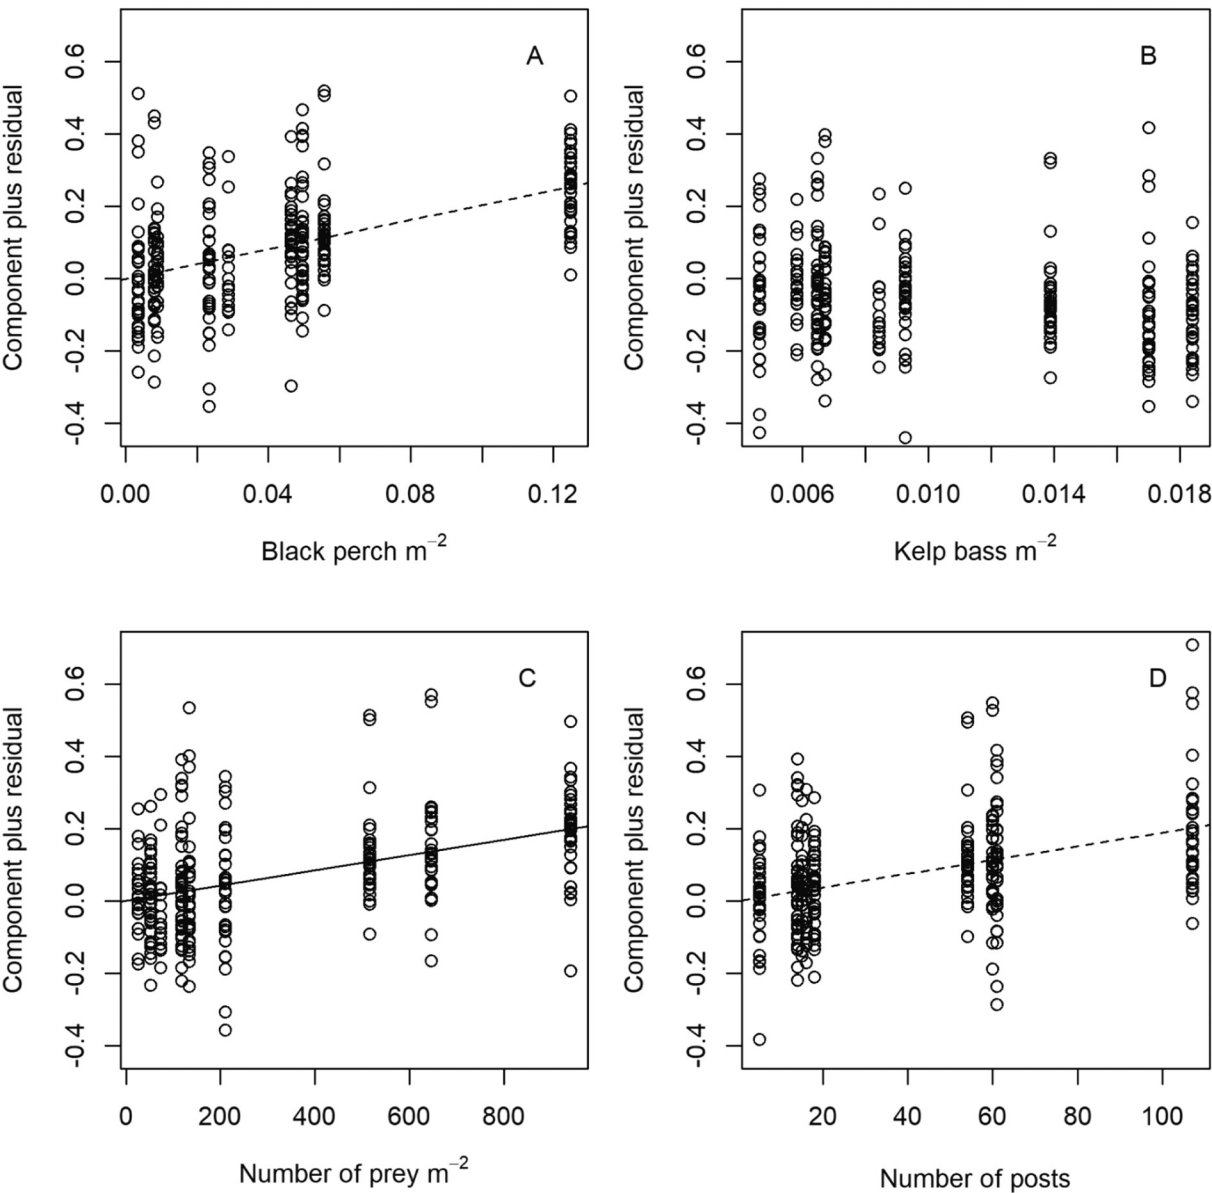 A
Component plus residual
0.6
0.4
0.2
0.0
-0.2
-0.4
0.00 0.04 0.08 0.12
Black perch m⁻²
B
Component plus residual
0.6
0.4
0.2
0.0
-0.2
-0.4
0.006 0.010 0.014 0.018
Kelp bass m⁻²
C
Component plus residual
0.6
0.4
0.2
0.0
-0.2
-0.4
0 200 400 600 800
Number of prey m⁻²
D
Component plus residual
0.6
0.4
0.2
0.0
-0.2
-0.4
20 40 60 80 100
Number of posts